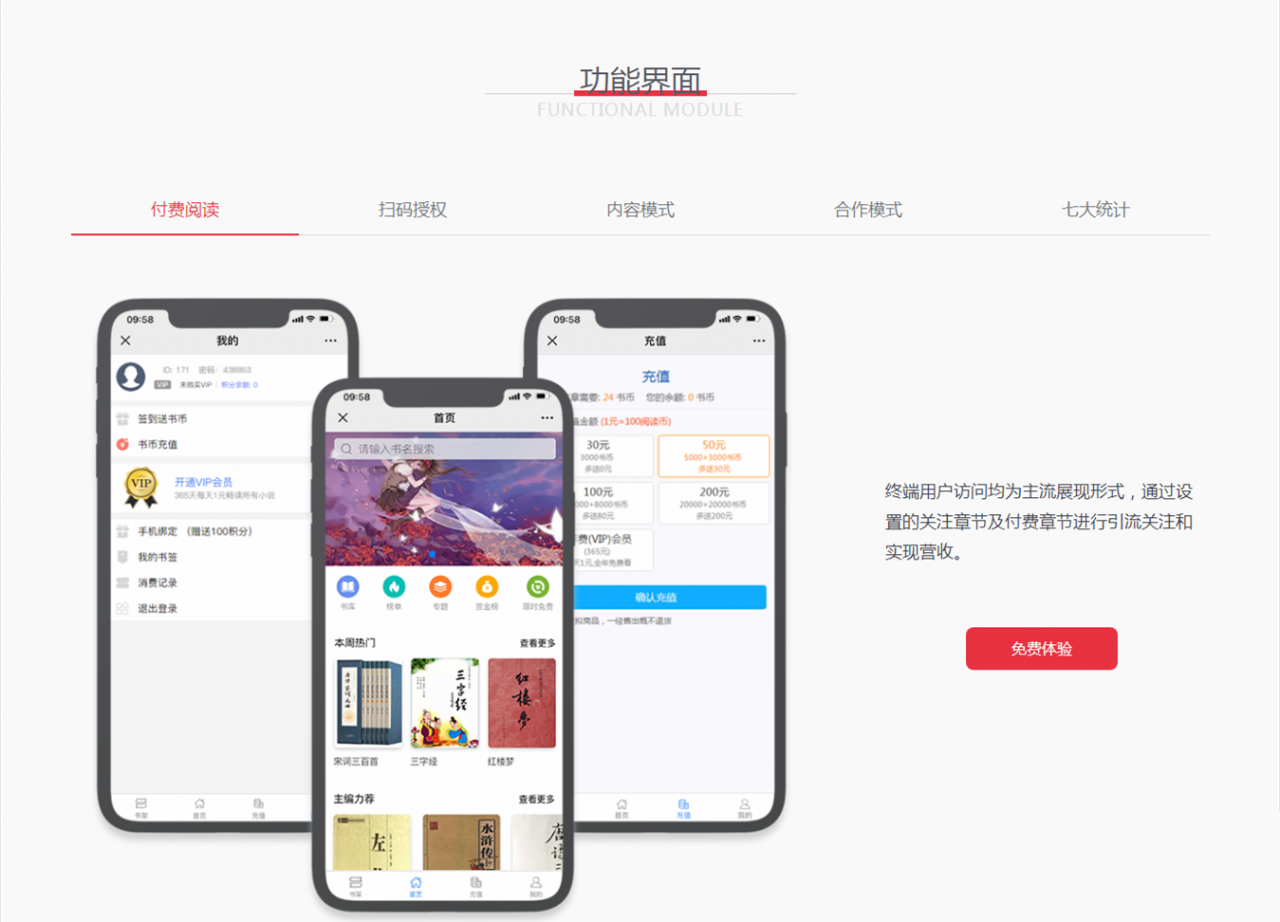 功能界面
FUNCTIONAL MODULE
付费阅读
扫码授权
内容模式
合作模式
七大统计
09:58
我的
ID: 171 密码: 438863
VIP 未购买VIP 积分余额: 0
签到送书币
书币充值
VIP
开通VIP会员
365天每天1元畅读所有小说
手机绑定 (赠送100积分)
我的书签
消费记录
退出登录
书架
首页
充值
09:58
首页
请输入书名搜索
书库
榜单
专题
赏金榜
限时免费
本周热门
查看更多
三字经
红楼梦
宋词三百首
三字经
红楼梦
主编力荐
查看更多
左
水浒传
书架
首页
充值
我的
09:58
充值
充值
章需要: 24 书币 您的余额: 0 书币
值金额 (1元=100阅读币)
30元
3000书币
多送0元
50元
5000+3000书币
多送30元
100元
000+8000书币
多送80元
200元
20000+20000书币
多送200元
费(VIP)会员
(365元)
天1元,全年免费看
确认充值
拟商品，一经售出概不退货
首页
充值
我的
终端用户访问均为主流展现形式，通过设
置的关注章节及付费章节进行引流关注和
实现营收。
免费体验